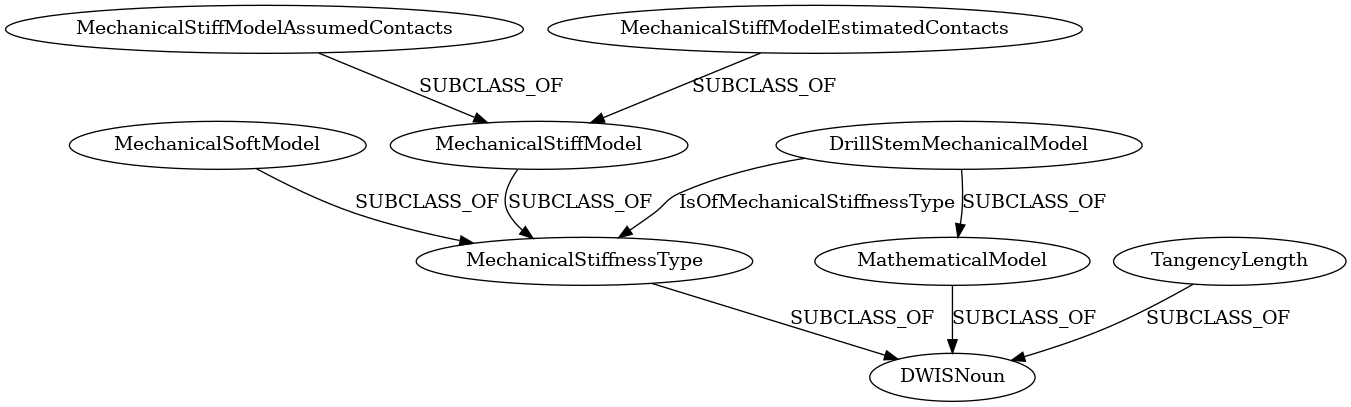 MechanicalStiffModelAssumedContacts
MechanicalStiffModelEstimatedContacts
SUBCLASS_OF
SUBCLASS_OF
MechanicalSoftModel
MechanicalStiffModel
DrillStemMechanicalModel
SUBCLASS_OF
SUBCLASS_OF
IsOfMechanicalStiffnessType
SUBCLASS_OF
MechanicalStiffnessType
MathematicalModel
TangencyLength
SUBCLASS_OF
SUBCLASS_OF
SUBCLASS_OF
DWISNoun